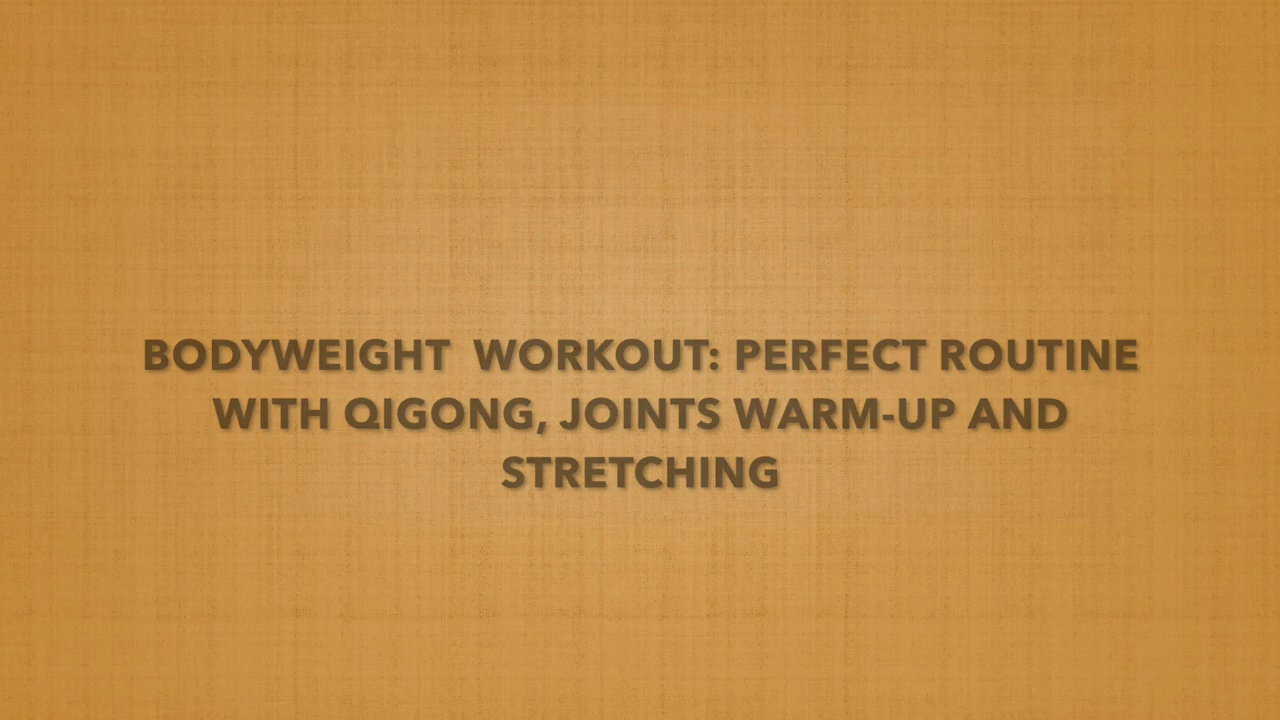 BODYWEIGHT  WORKOUT: PERFECT ROUTINE
WITH QIGONG, JOINTS WARM-UP AND
STRETCHING